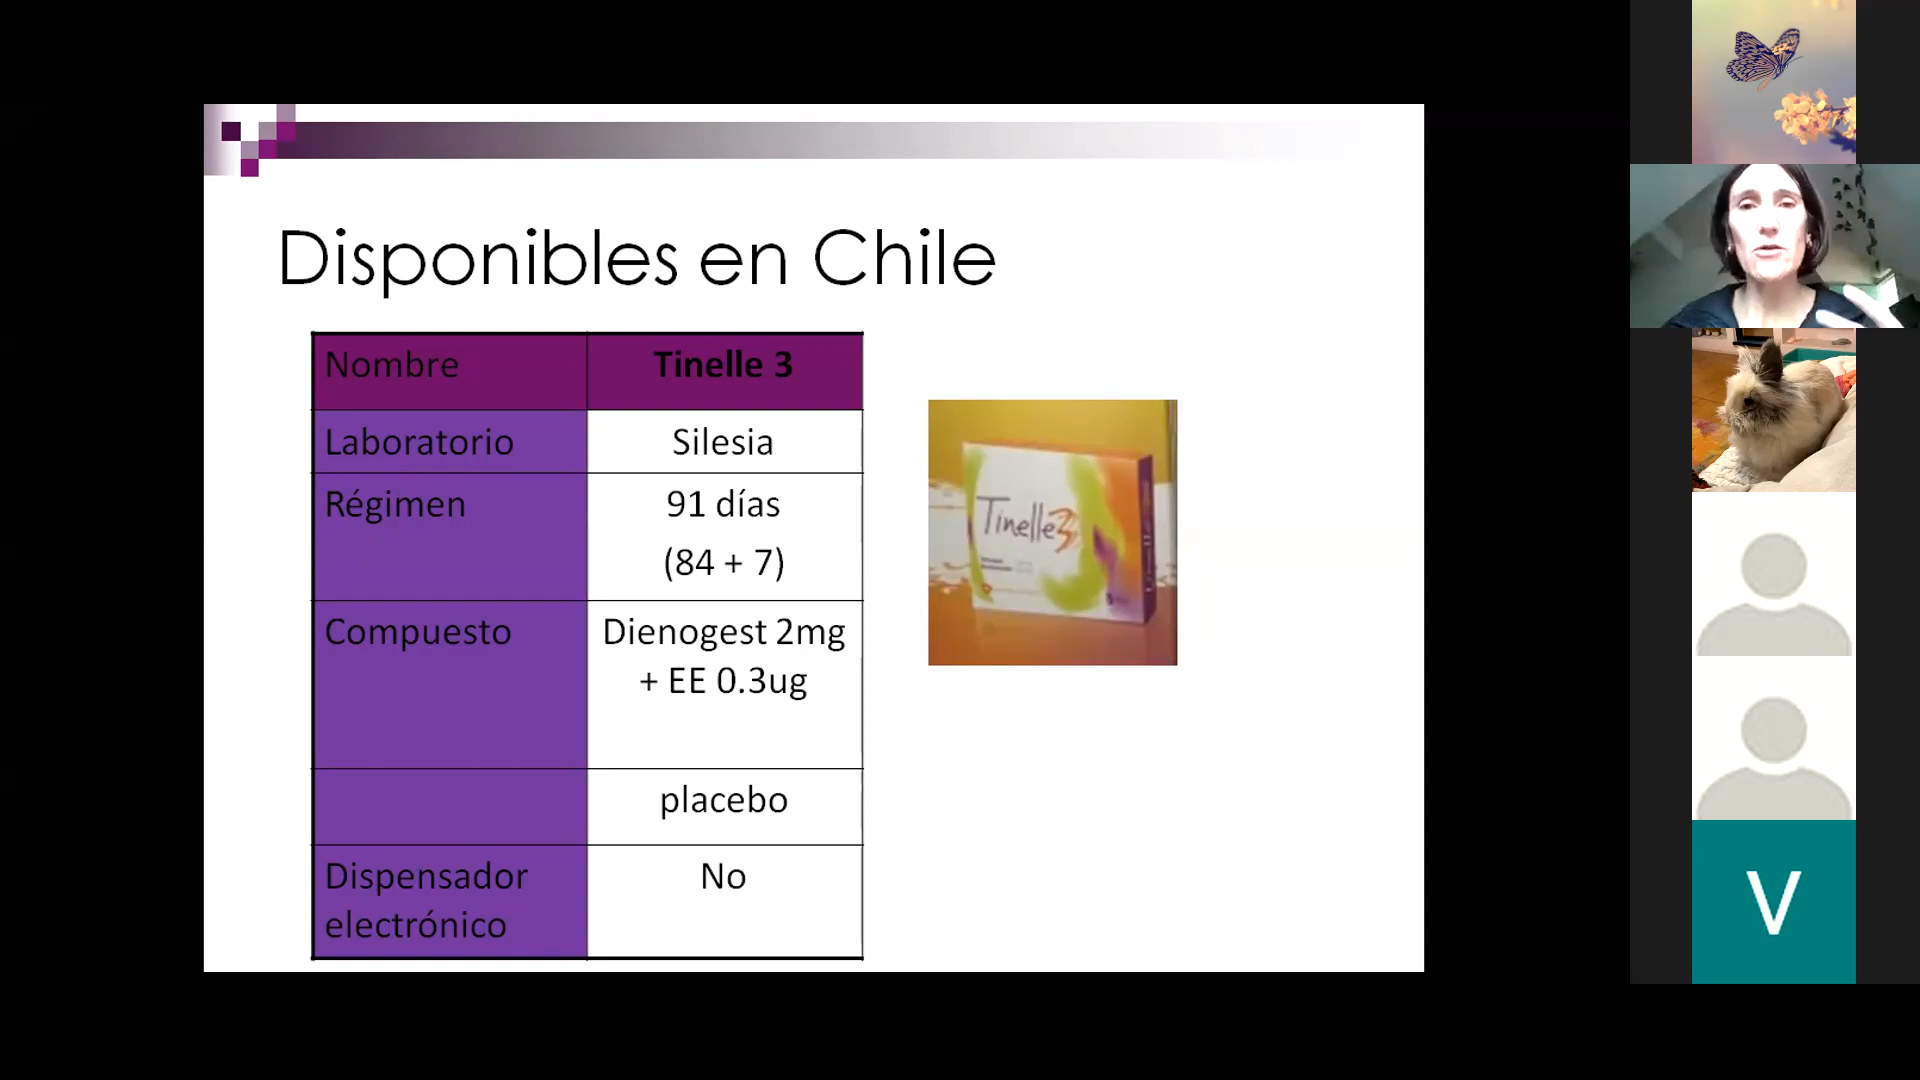 Disponibles en Chile
Nombre
Tinelle 3
Laboratorio
Silesia
Régimen
91 días
(84 + 7)
Compuesto
Dienogest 2mg
+ EE 0.3ug
placebo
Dispensador
electrónico
No
Tinelle3
V